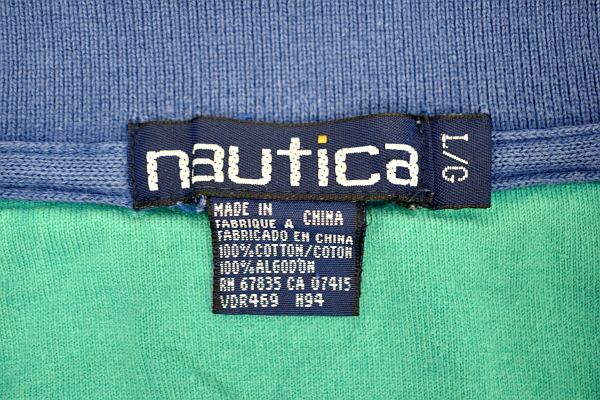 nautica
L/G
MADE IN CHINA
FABRIQUE A
FABRICADO EN CHINA
100%COTTON/COTON
100%ALGODON
RN 67835 CA 07415
VDR469 H94